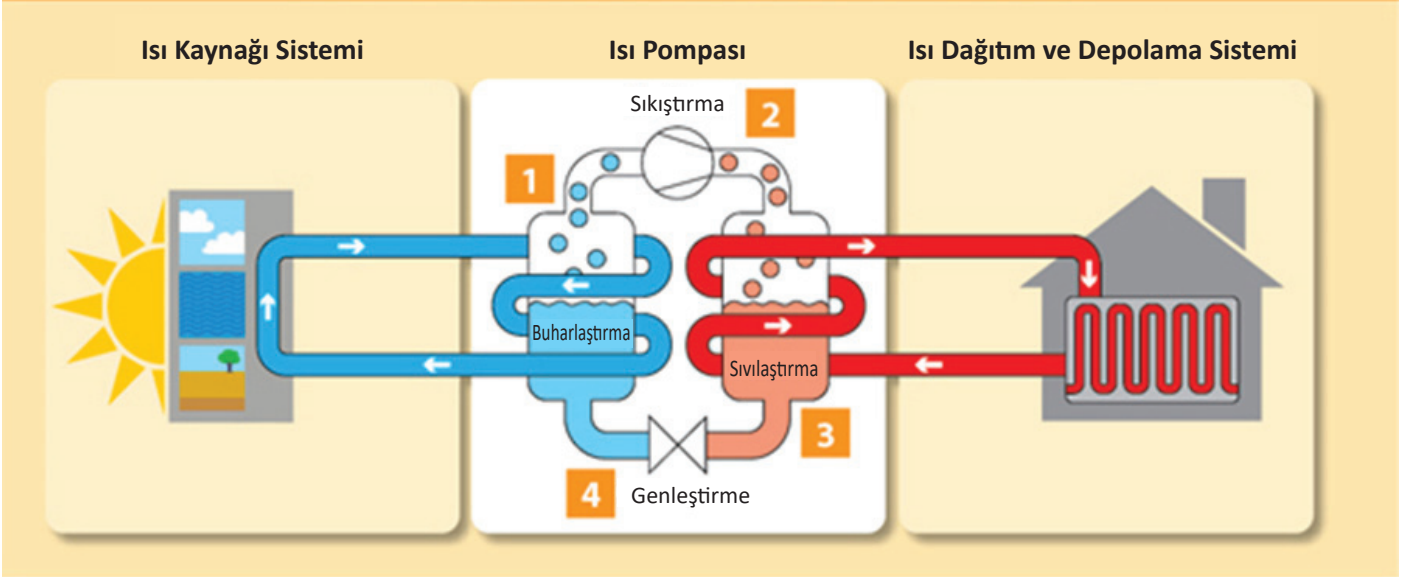 Isı Kaynağı Sistemi
Isı Pompası
Isı Dağıtım ve Depolama Sistemi
Sıkıştırma
2
1
Buharlaştırma
Sıvılaştırma
3
4
Genleştirme